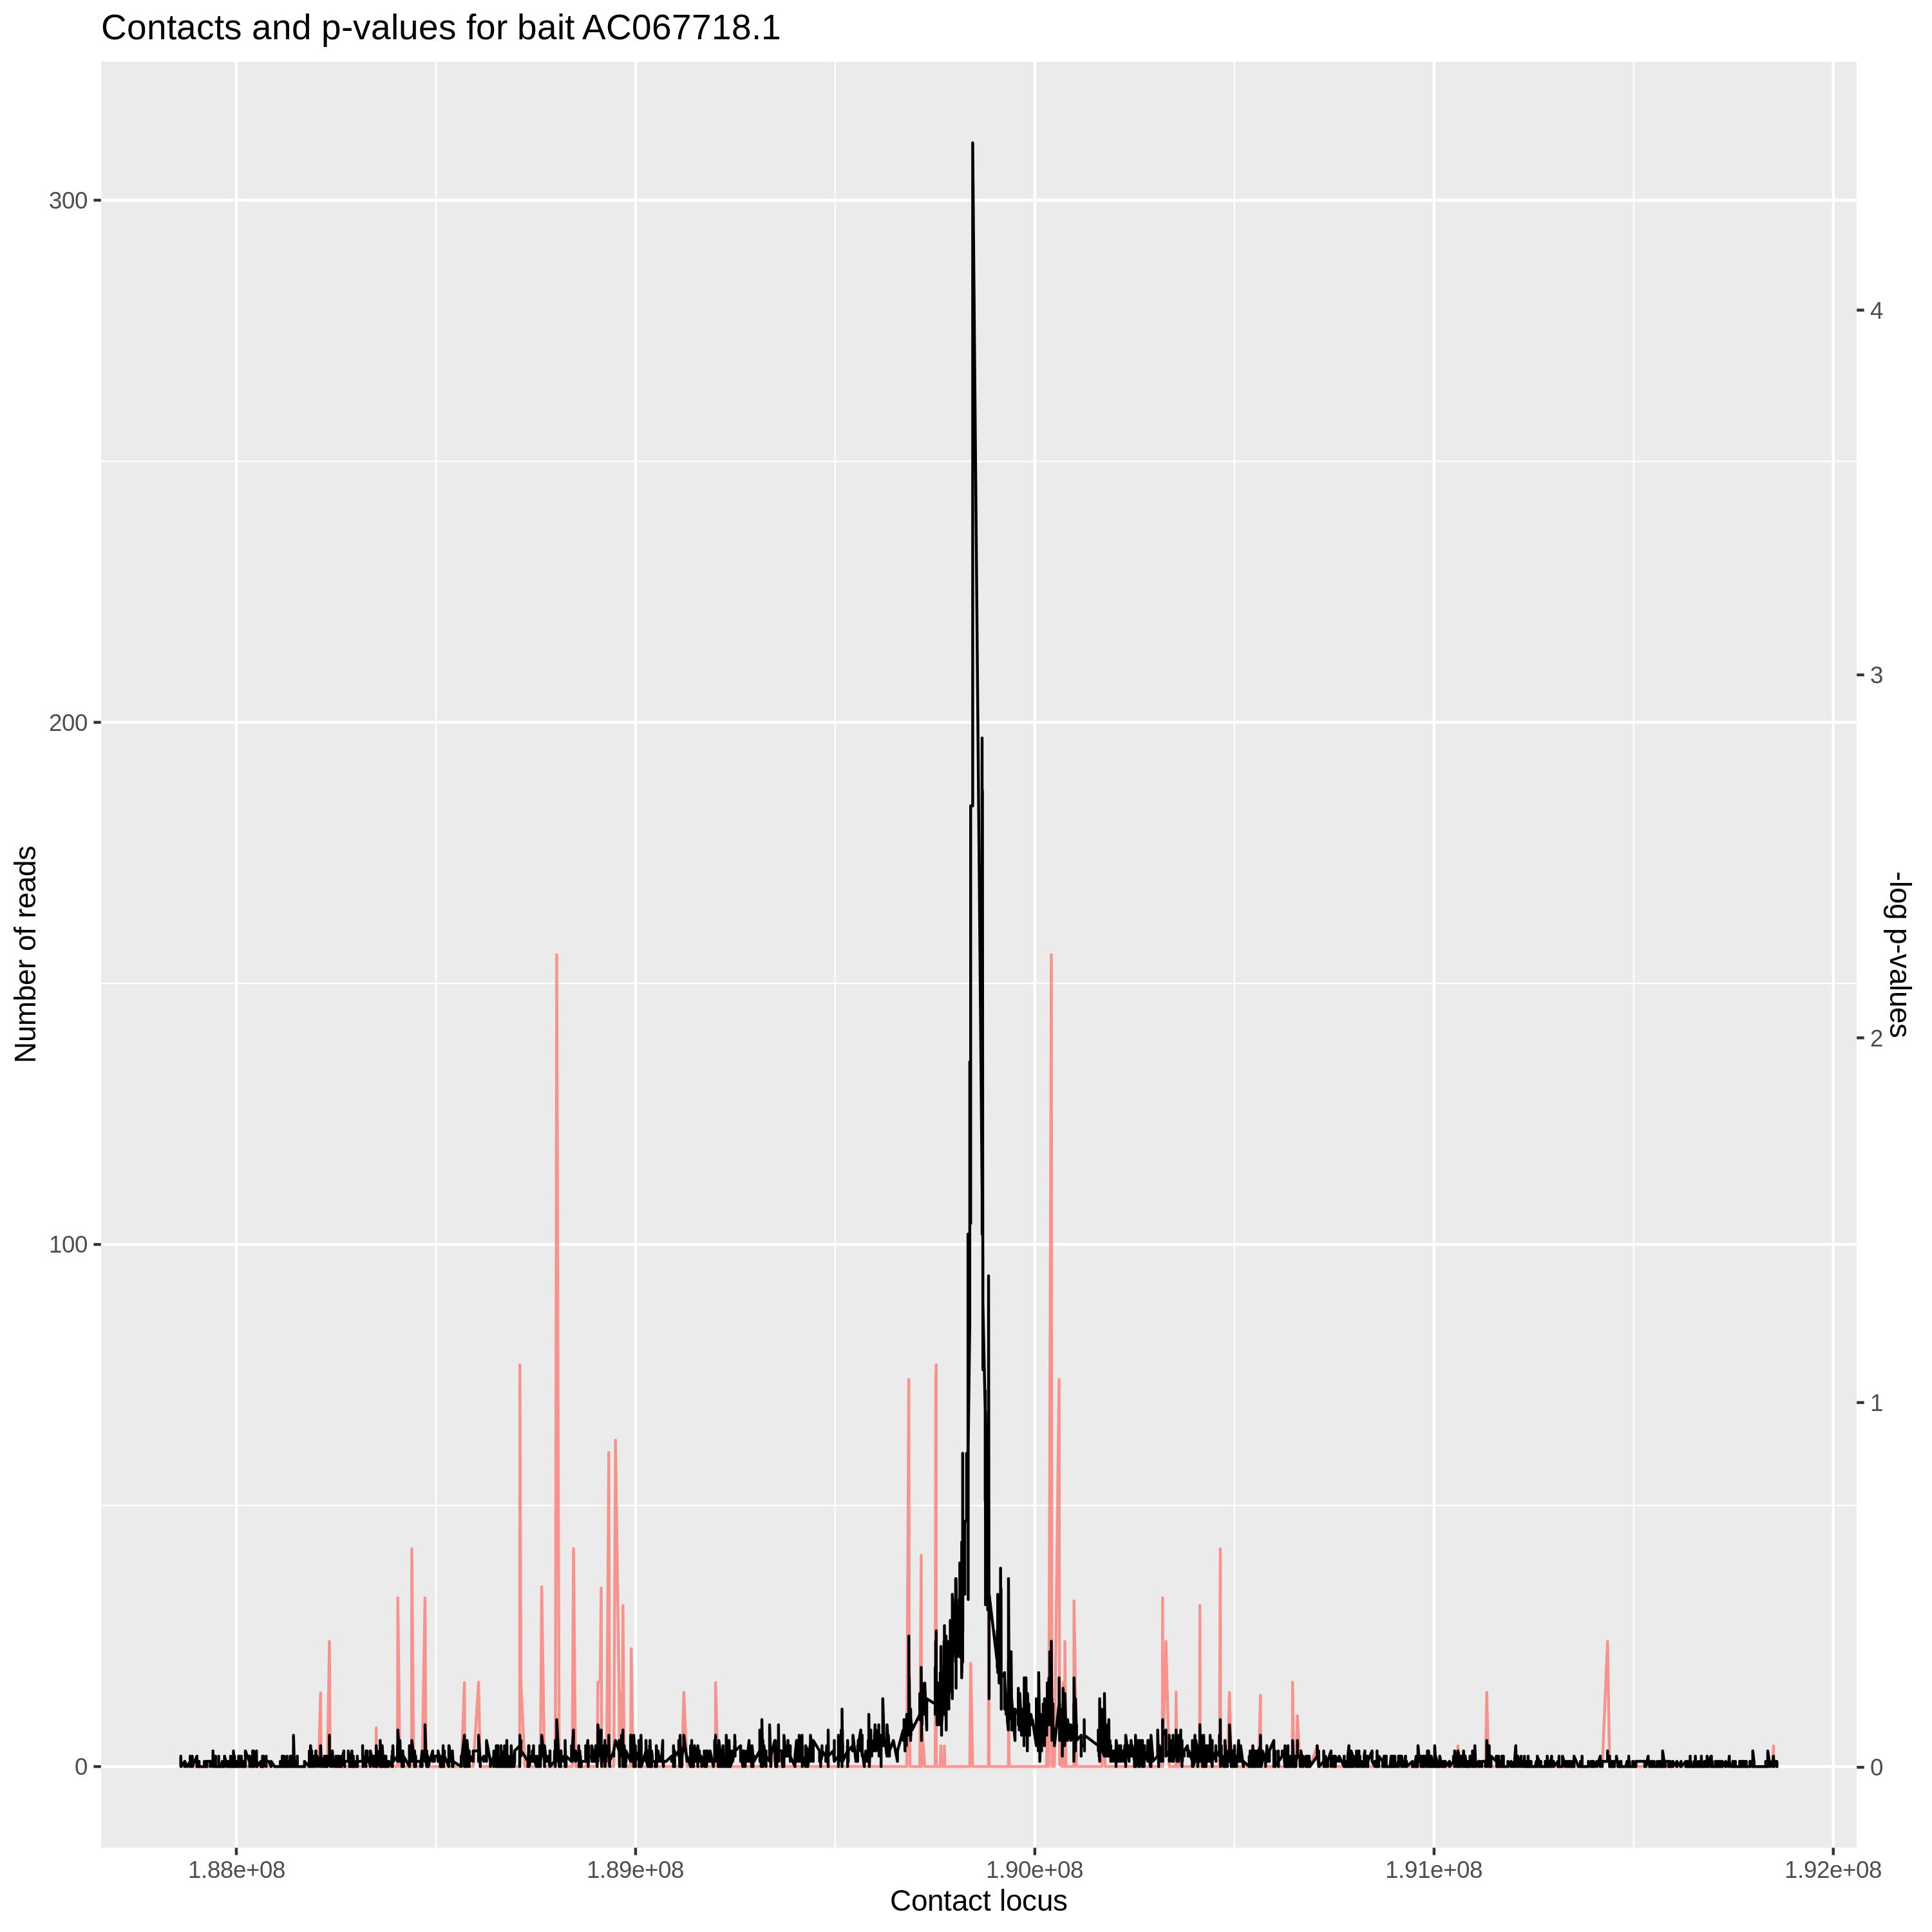 Contacts and p-values for bait AC067718.1
300
200
100
0
Number of reads
4
3
2
1
0
-log p-values
1.88e+08 1.89e+08 1.90e+08 1.91e+08 1.92e+08
Contact locus